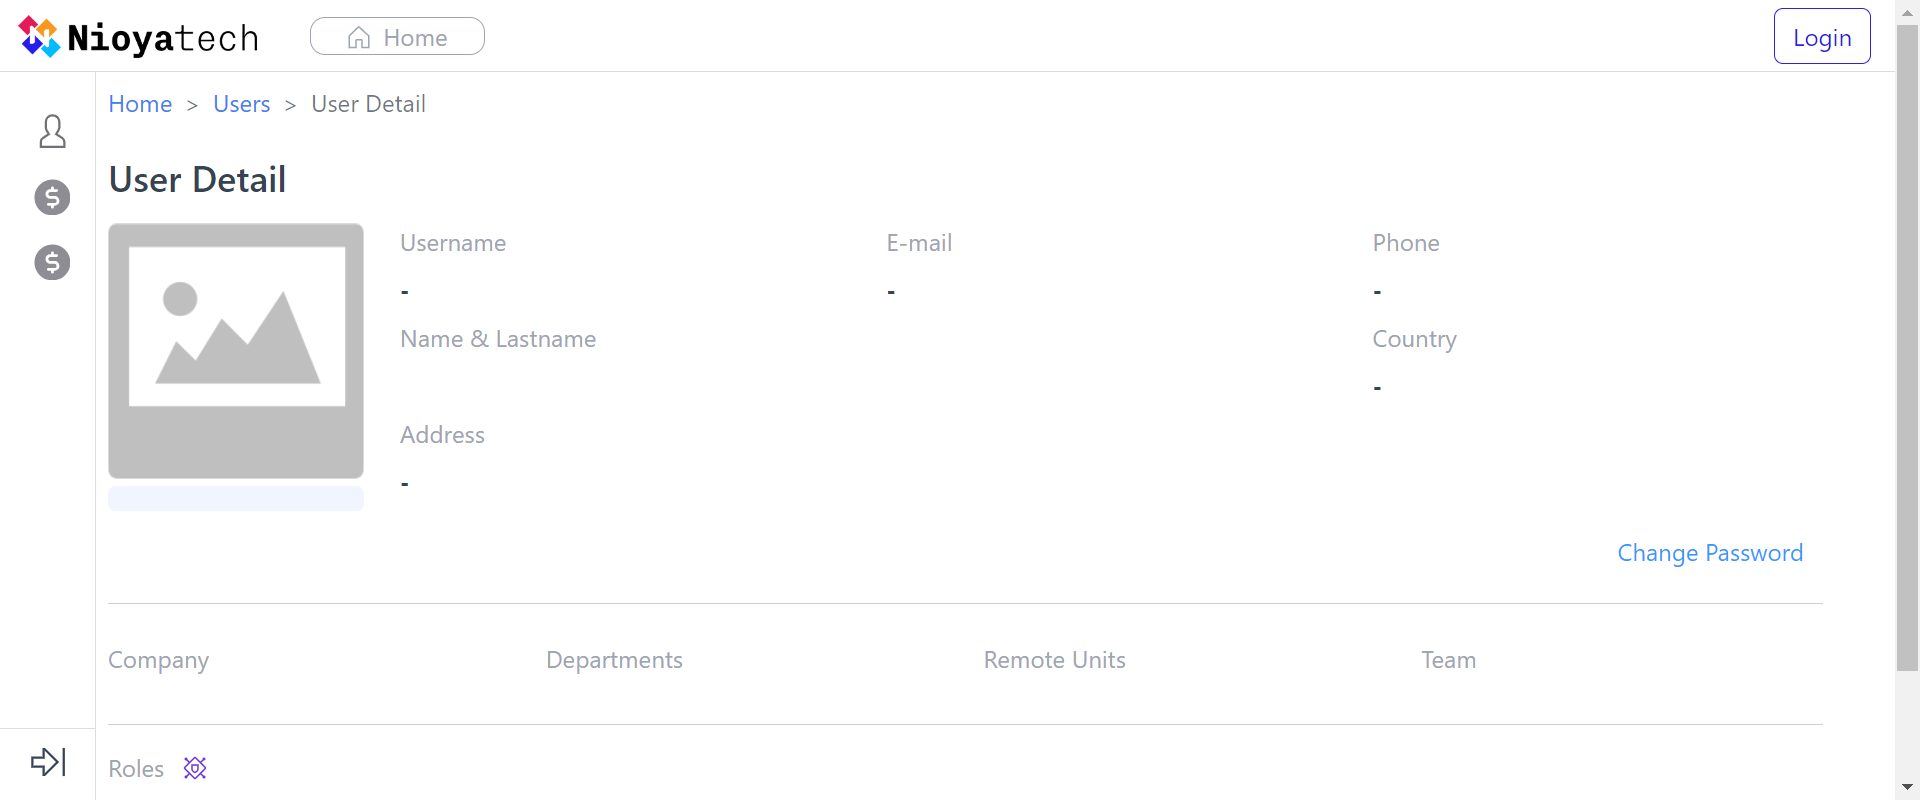 Nioyatech
Home
Login
Home > Users > User Detail
User Detail
Username
E-mail
Phone
-
-
-
Name & Lastname
Country
-
Address
-
Change Password
Company
Departments
Remote Units
Team
Roles